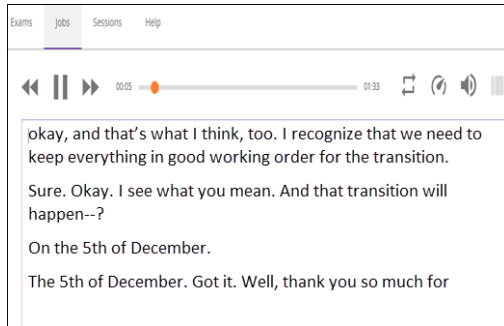 Exams Jobs Sessions Help
00:05 01:33
okay, and that's what I think, too. I recognize that we need to
keep everything in good working order for the transition.
Sure. Okay. I see what you mean. And that transition will
happen--?
On the 5th of December.
The 5th of December. Got it. Well, thank you so much for